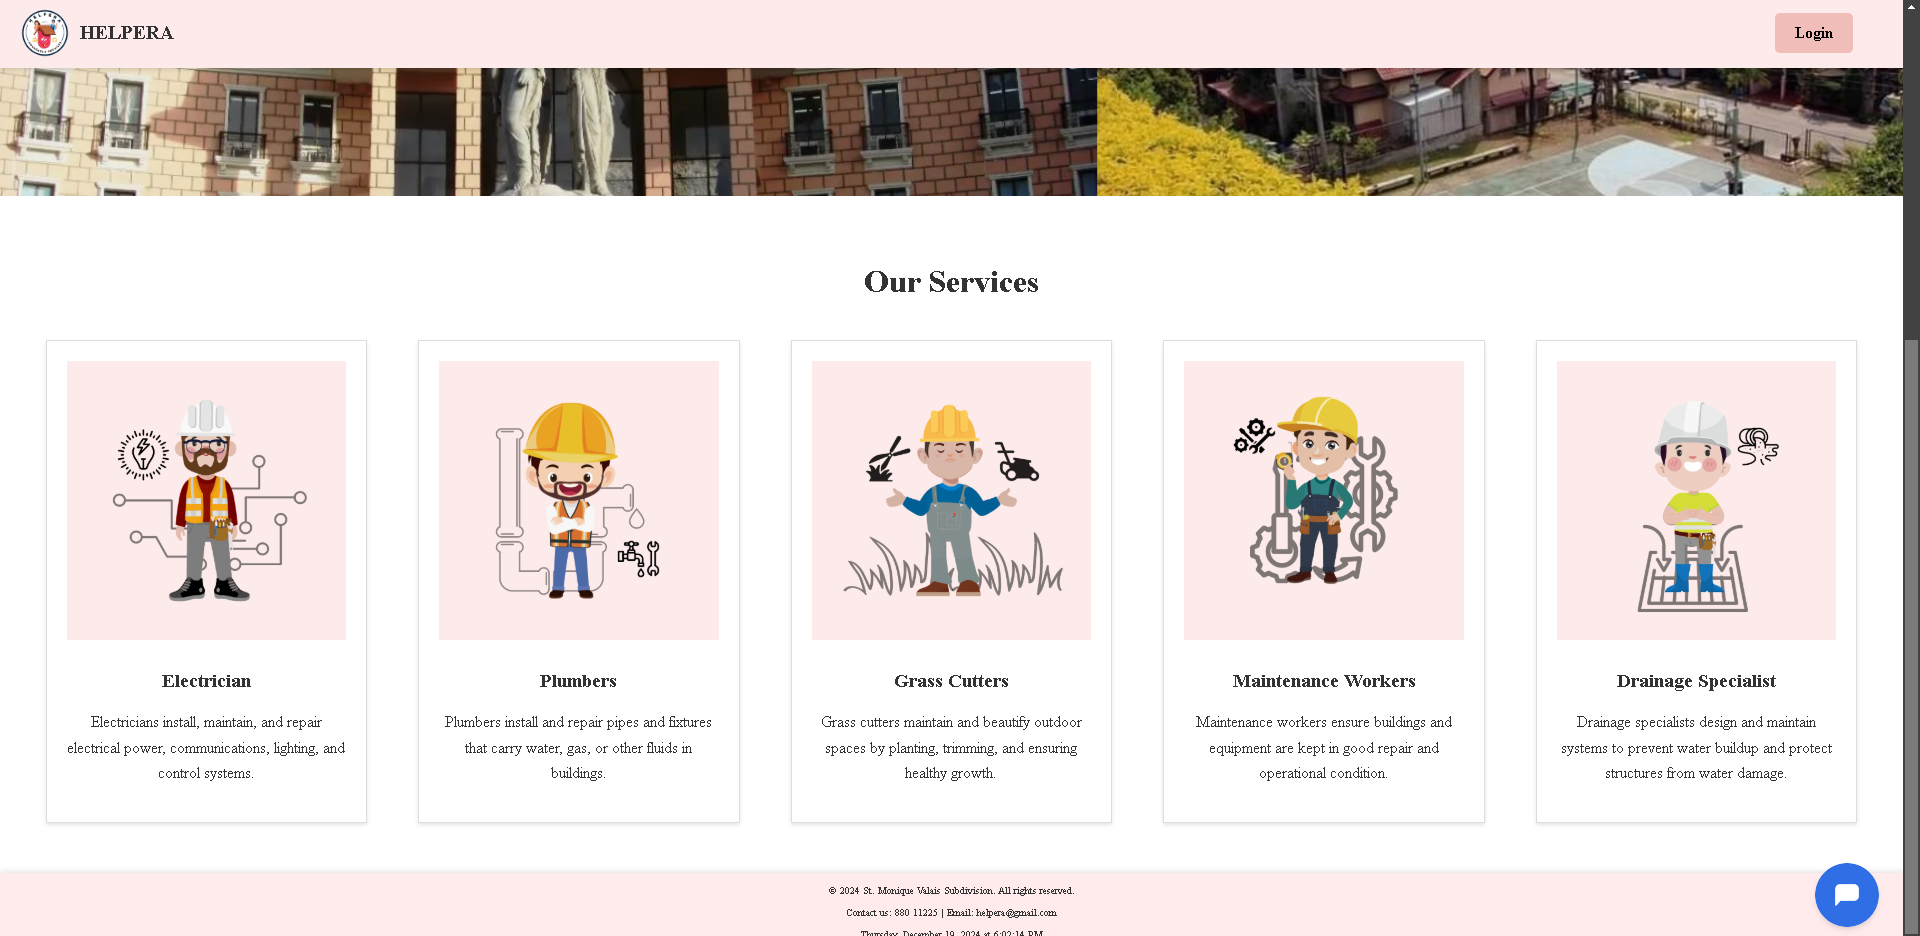 HELPERA
HELPERA
Login
Our Services
Electrician
Electricians install, maintain, and repair
electrical power, communications, lighting, and
control systems.
Plumbers
Plumbers install and repair pipes and fixtures
that carry water, gas, or other fluids in
buildings.
Grass Cutters
Grass cutters maintain and beautify outdoor
spaces by planting, trimming, and ensuring
healthy growth.
Maintenance Workers
Maintenance workers ensure buildings and
equipment are kept in good repair and
operational condition.
Drainage Specialist
Drainage specialists design and maintain
systems to prevent water buildup and protect
structures from water damage.
© 2024 St. Monique Valais Subdivision. All rights reserved.
Contact us: 880 11225 | Email: helpera@gmail.com
Thursday, December 19, 2024 at 6:02:14 PM